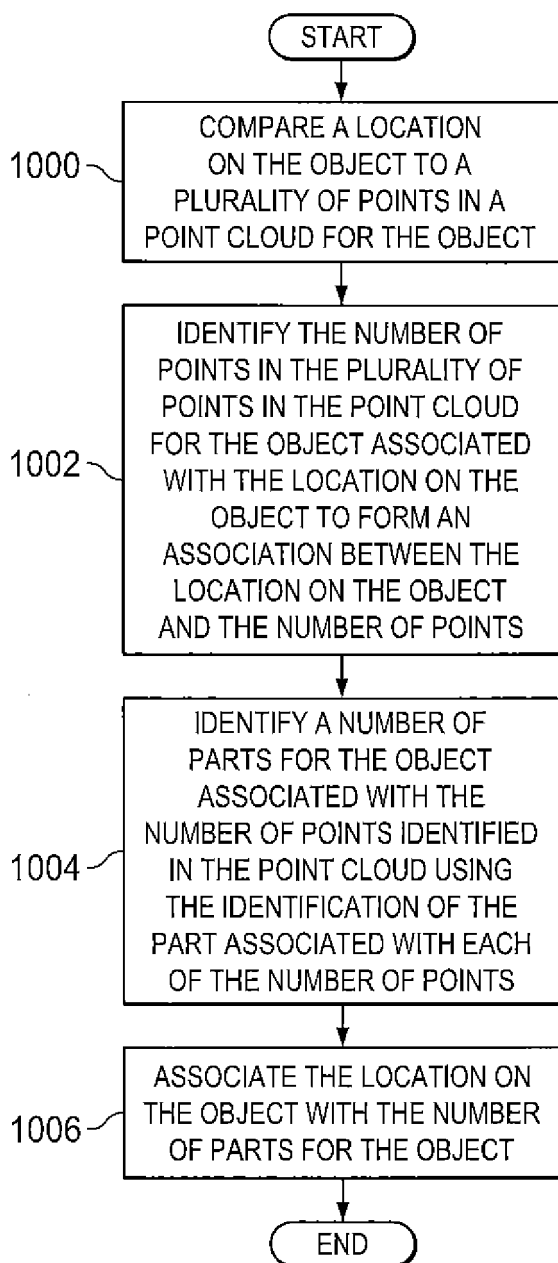 START
1000
COMPARE A LOCATION
ON THE OBJECT TO A
PLURALITY OF POINTS IN A
POINT CLOUD FOR THE OBJECT
1002
IDENTIFY THE NUMBER OF
POINTS IN THE PLURALITY OF
POINTS IN THE POINT CLOUD
FOR THE OBJECT ASSOCIATED
WITH THE LOCATION ON THE
OBJECT TO FORM AN
ASSOCIATION BETWEEN THE
LOCATION ON THE OBJECT
AND THE NUMBER OF POINTS
1004
IDENTIFY A NUMBER OF
PARTS FOR THE OBJECT
ASSOCIATED WITH THE
NUMBER OF POINTS IDENTIFIED
IN THE POINT CLOUD USING
THE IDENTIFICATION OF THE
PART ASSOCIATED WITH EACH
OF THE NUMBER OF POINTS
1006
ASSOCIATE THE LOCATION ON
THE OBJECT WITH THE NUMBER
OF PARTS FOR THE OBJECT
END